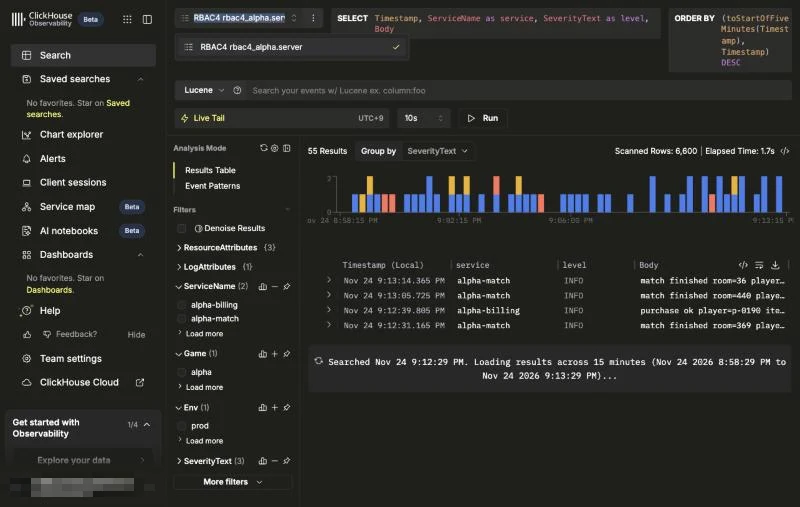 ClickHouse
Observability
Beta
RBAC4 rbac4_alpha.ser
RBAC4 rbac4_alpha.server
SELECT Timestamp, ServiceName as service, SeverityText as level,
Body
ORDER BY (toStartOfFive
Minutes(Timest
amp),
Timestamp)
DESC
Search
Saved searches
No favorites. Star on Saved
searches.
Chart explorer
Alerts
Client sessions
Service map Beta
AI notebooks Beta
Dashboards
No favorites. Star on
Dashboards.
Help
Feedback? Hide
Team settings
ClickHouse Cloud
Get started with
Observability
1/4
Explore your data
Lucene
Search your events w/ Lucene ex. column:foo
Live Tail UTC+9
10s
Run
Analysis Mode
Results Table
Event Patterns
Filters
Denoise Results
ResourceAttributes (3)
LogAttributes (1)
ServiceName (2)
alpha-billing
alpha-match
Load more
Game (1)
alpha
Load more
Env (1)
prod
Load more
SeverityText (3)
More filters
55 Results Group by SeverityText
Scanned Rows: 6,600 | Elapsed Time: 1.7s
2
0
ov 24 8:58:15 PM 9:02:15 PM 9:06:00 PM 9:13:15
Timestamp (Local) service level Body
Nov 24 9:13:14.365 PM alpha-match INFO match finished room=36 player…
Nov 24 9:13:05.725 PM alpha-match INFO match finished room=440 playe…
Nov 24 9:12:39.805 PM alpha-billing INFO purchase ok player=p-0190 ite…
Nov 24 9:12:31.165 PM alpha-match INFO match finished room=369 playe…
Searched Nov 24 9:12:29 PM. Loading results across 15 minutes (Nov 24 2026 8:58:29 PM to
Nov 24 2026 9:13:29 PM)...